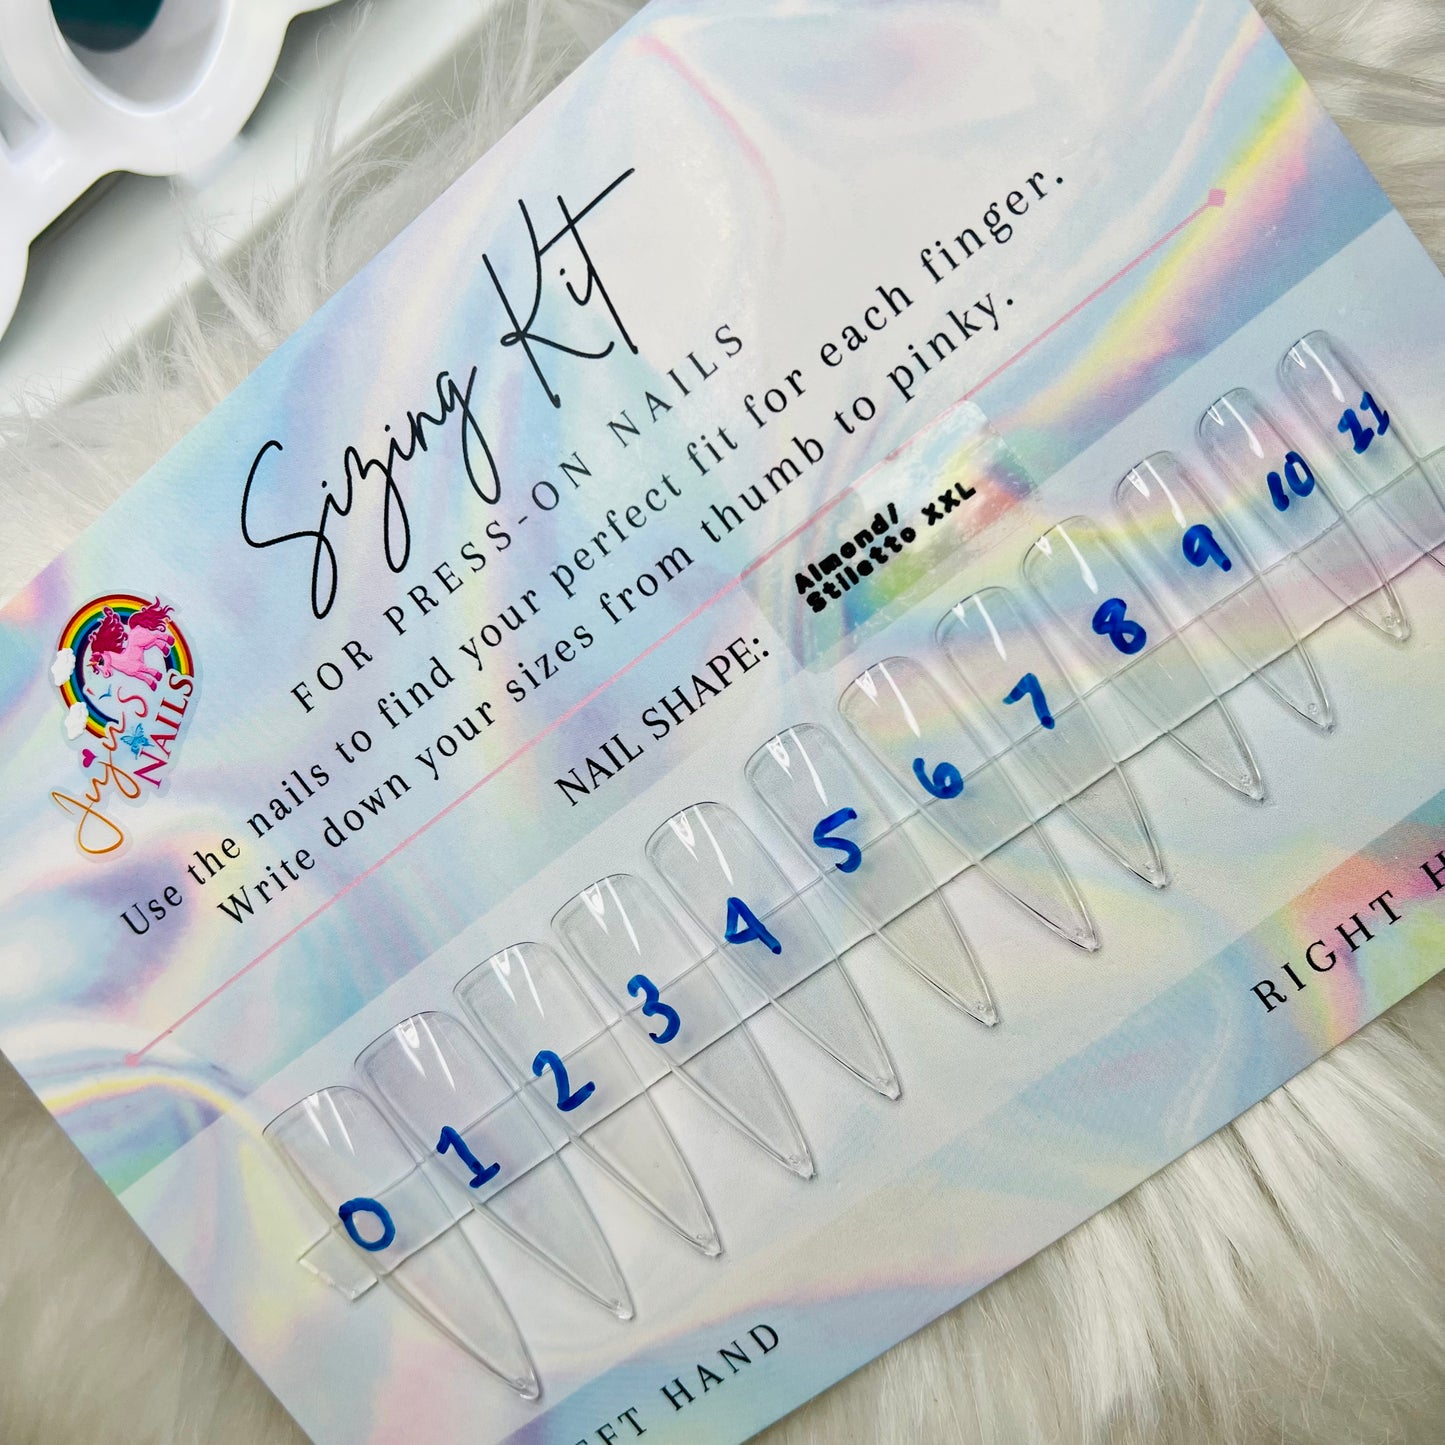 Sizing Kit
FOR PRESS-ON NAILS
Use the nails to find your perfect fit for each finger.
Write down your sizes from thumb to pinky.
Juju's
NAILS
NAIL SHAPE:
Almond/
Stiletto XXL
0 1 2 3 4 5 6 7 8 9 10 11
HAND
RIGHT